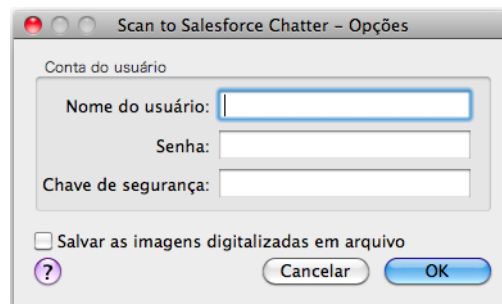 Scan to Salesforce Chatter – Opções
Conta do usuário
Nome do usuário:
Senha:
Chave de segurança:
Salvar as imagens digitalizadas em arquivo
? Cancelar OK